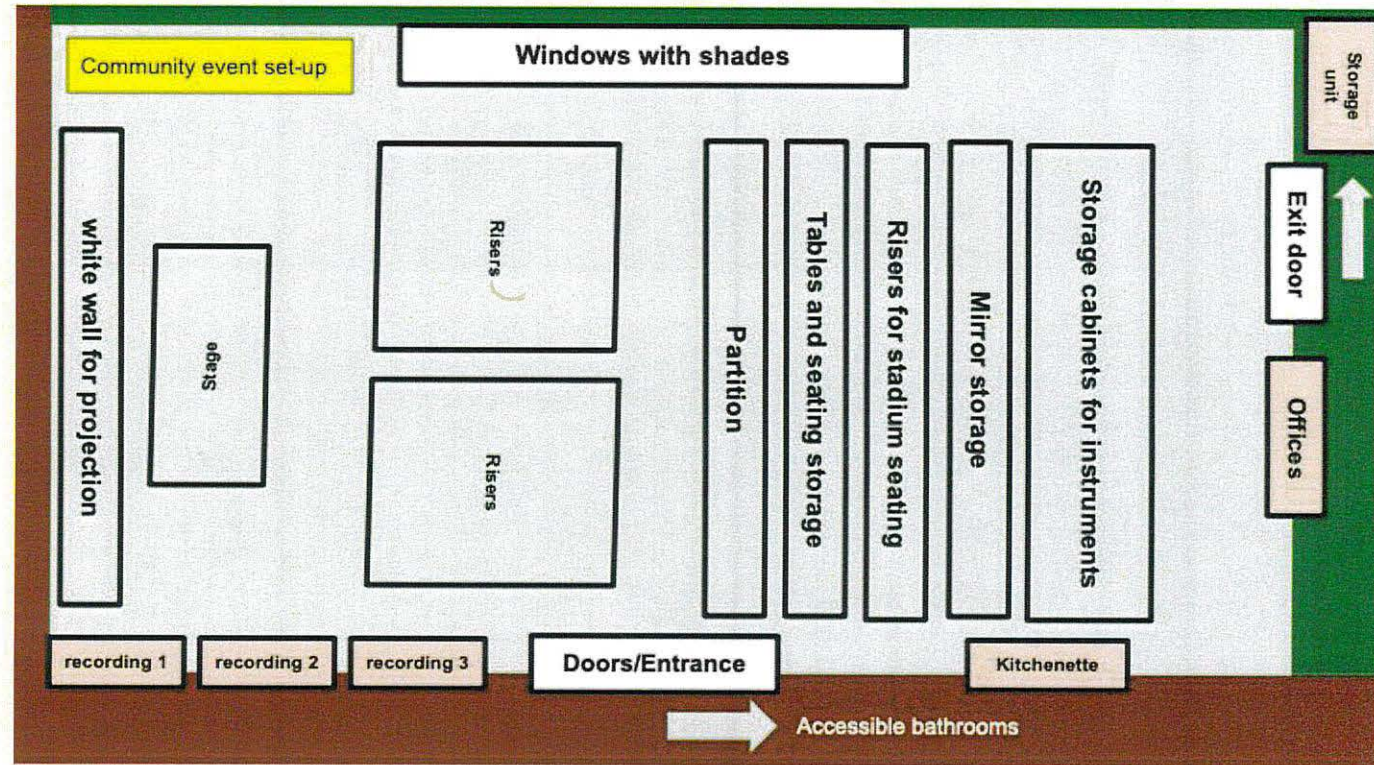 Community event set-up
Windows with shades
Storage
unit
white wall for projection
Stage
Risers
Risers
Partition
Tables and seating storage
Risers for stadium seating
Mirror storage
Storage cabinets for instruments
Exit door
Offices
recording 1
recording 2
recording 3
Doors/Entrance
Kitchenette
Accessible bathrooms